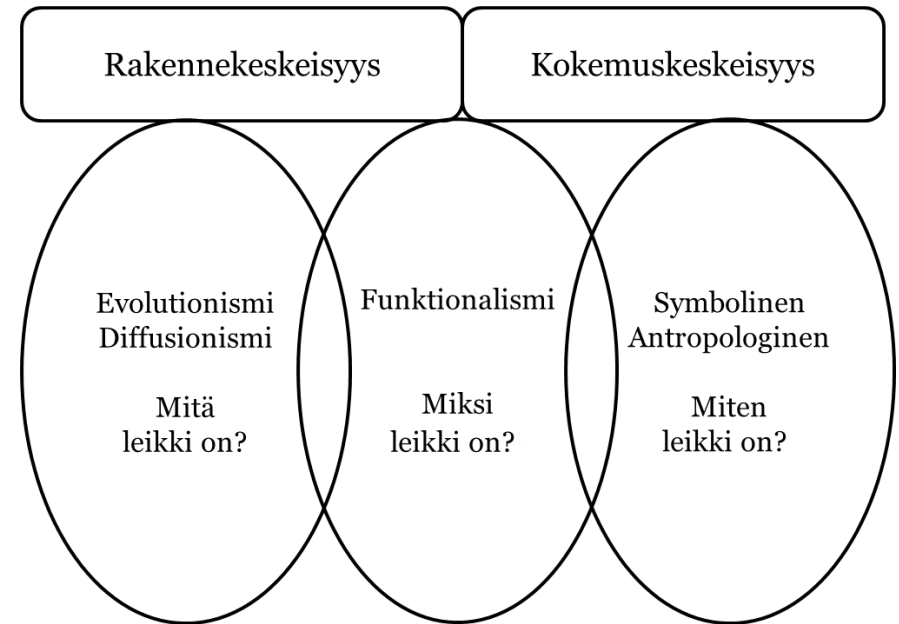 Rakennekeskeisyys
Kokemuskeskeisyys
Evolutionismi
Diffusionismi
Mitä
leikki on?
Funktionalismi
Miksi
leikki on?
Symbolinen
Antropologinen
Miten
leikki on?